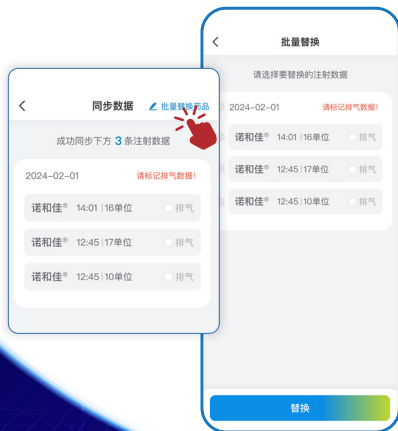 同步数据
批量替换药品
成功同步下方 3 条注射数据
2024-02-01 请标记排气数据!
诺和佳® 14:01 | 16单位 排气
诺和佳® 12:45 | 17单位 排气
诺和佳® 12:45 | 10单位 排气
批量替换
请选择要替换的注射数据
2024-02-01 请标记排气数据!
诺和佳® 14:01 | 16单位 排气
诺和佳® 12:45 | 17单位 排气
诺和佳® 12:45 | 10单位 排气
替换